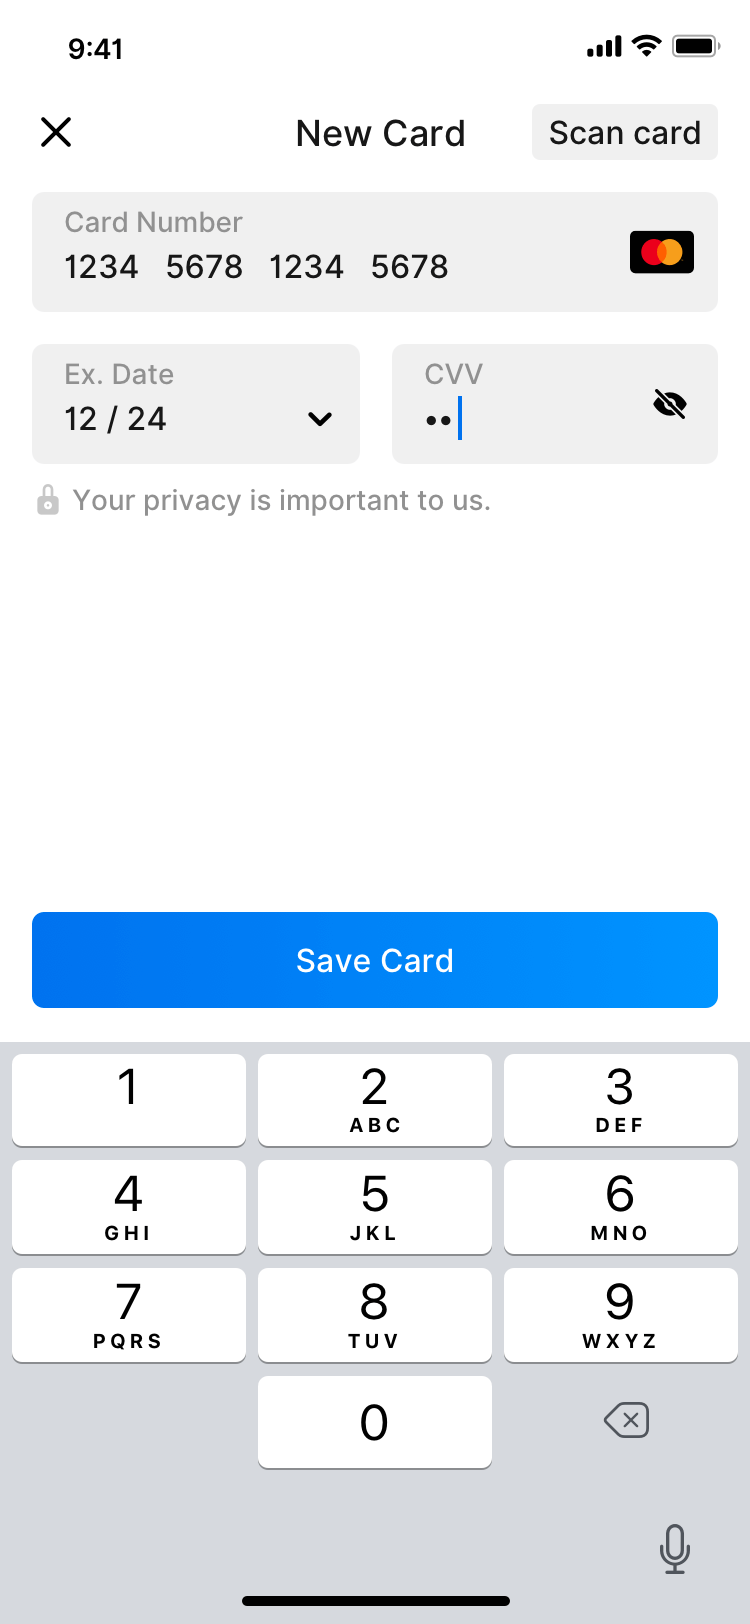 9:41
New Card
Scan card
Card Number
1234 5678 1234 5678
Ex. Date
12 / 24
CVV
••
Your privacy is important to us.
Save Card
1
2
ABC
3
DEF
4
GHI
5
JKL
6
MNO
7
PQRS
8
TUV
9
WXYZ
0